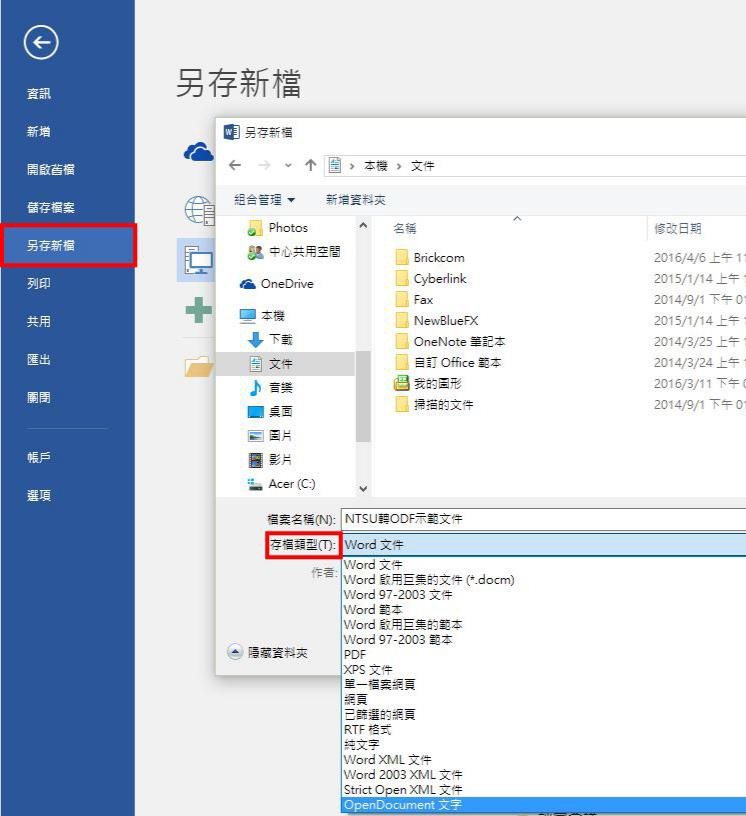 另存新檔
資訊
新增
開啟舊檔
儲存檔案
另存新檔
列印
共用
匯出
關閉
帳戶
選項
另存新檔
本機 > 文件
組合管理 新增資料夾
Photos
中心共用空間
OneDrive
本機
下載
文件
音樂
桌面
圖片
影片
Acer (C:)
名稱 修改日期
Brickcom 2016/4/6 上午 11
Cyberlink 2015/1/14 上午 1
Fax 2014/9/1 下午 01
NewBlueFX 2015/1/14 上午 1
OneNote 筆記本 2014/3/25 上午 1
自訂 Office 範本 2014/3/24 上午 1
我的圖形 2016/3/11 下午 0
掃描的文件 2014/9/1 下午 01
檔案名稱(N): NTSU轉ODF示範文件
存檔類型(T): Word 文件
作者:
Word 文件
Word 啟用巨集的文件 (*.docm)
Word 97-2003 文件
Word 範本
Word 啟用巨集的範本
Word 97-2003 範本
PDF
XPS 文件
單一檔案網頁
網頁
已篩選的網頁
RTF 格式
純文字
Word XML 文件
Word 2003 XML 文件
Strict Open XML 文件
OpenDocument 文字
隱藏資料夾